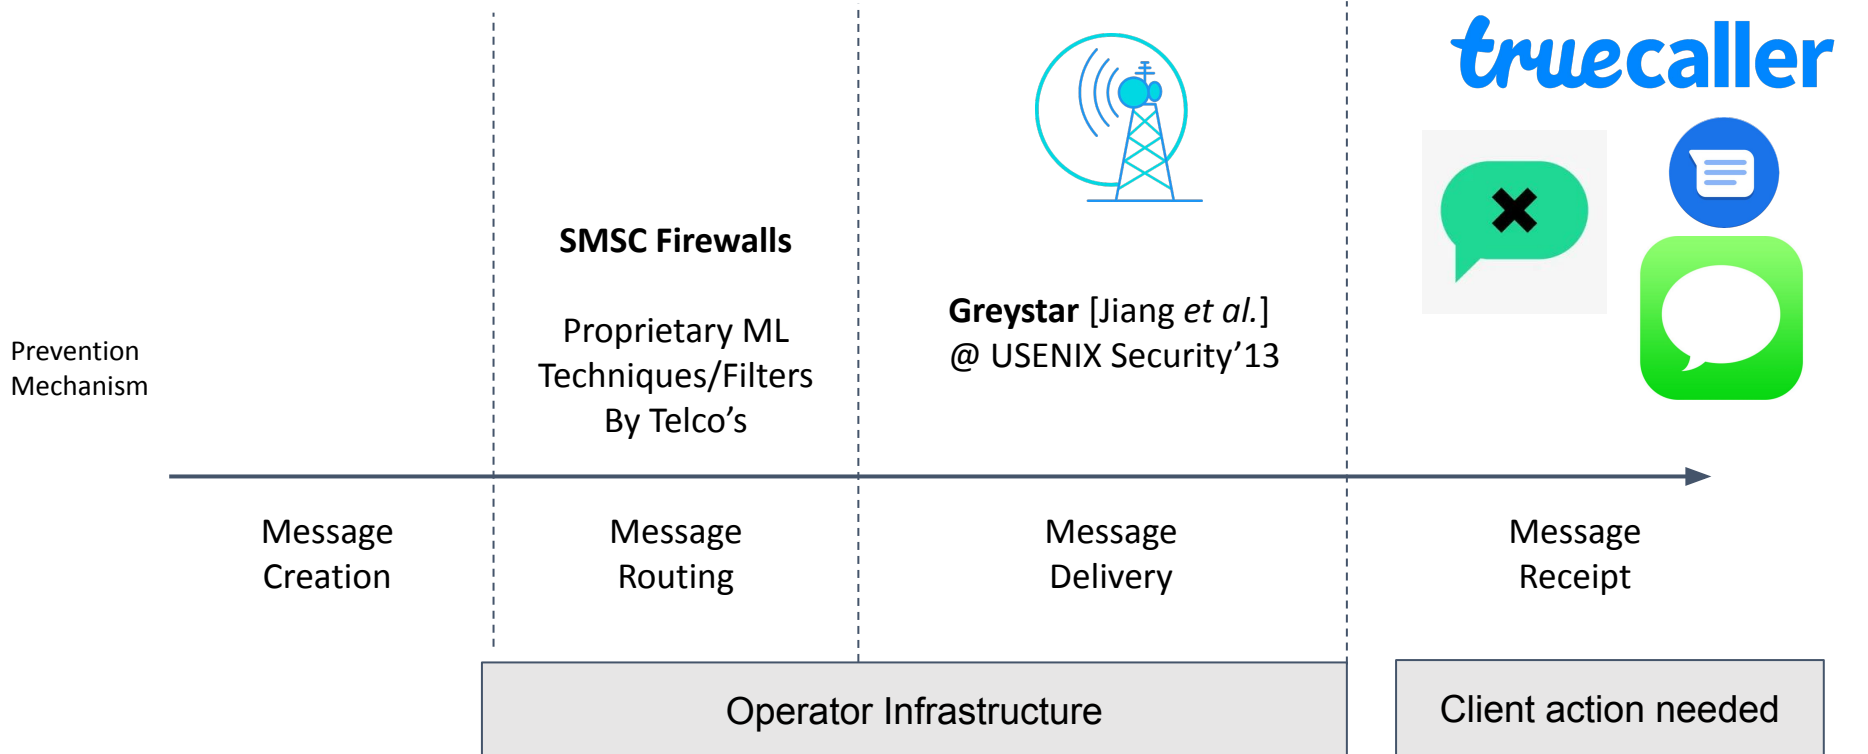 truecaller
SMSC Firewalls
Proprietary ML
Techniques/Filters
By Telco's
Greystar [Jiang et al.]
@ USENIX Security’13
Prevention
Mechanism
Message
Creation
Message
Routing
Message
Delivery
Message
Receipt
Operator Infrastructure
Client action needed